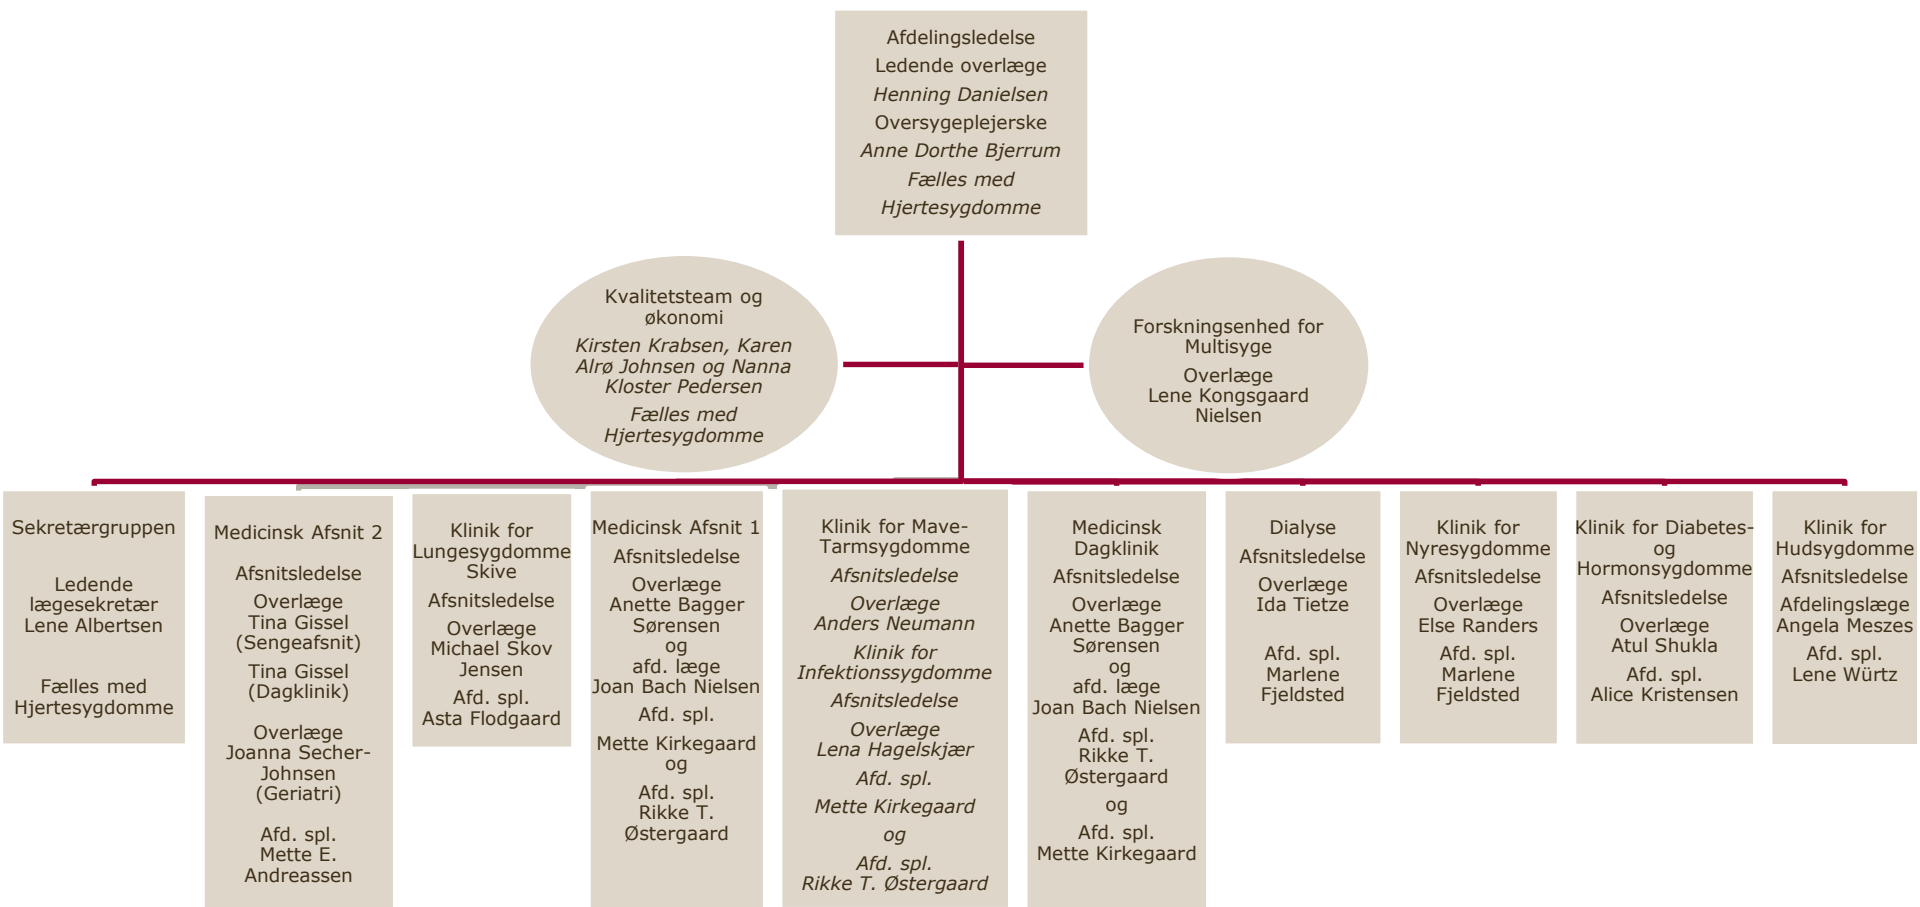 Afdelingsledelse
Ledende overlæge
Henning Danielsen
Oversygeplejerske
Anne Dorthe Bjerrum
Fælles med
Hjertesygdomme
Kvalitetsteam og
økonomi
Kirsten Krabsen, Karen
Alrø Johnsen og Nanna
Kloster Pedersen
Fælles med
Hjertesygdomme
Forskningsenhed for
Multisyge
Overlæge
Lene Kongsgaard
Nielsen
Sekretærgruppen
Ledende
lægesekretær
Lene Albertsen
Fælles med
Hjertesygdomme
Medicinsk Afsnit 2
Afsnitsledelse
Overlæge
Tina Gissel
(Sengeafsnit)
Tina Gissel
(Dagklinik)
Overlæge
Joanna Secher-
Johnsen
(Geriatri)
Afd. spl.
Mette E.
Andreassen
Klinik for
Lungesygdomme
Skive
Afsnitsledelse
Overlæge
Michael Skov
Jensen
Afd. spl.
Asta Flodgaard
Medicinsk Afsnit 1
Afsnitsledelse
Overlæge
Anette Bagger
Sørensen
og
afd. læge
Joan Bach Nielsen
Afd. spl.
Mette Kirkegaard
og
Afd. spl.
Rikke T.
Østergaard
Klinik for Mave-
Tarmsygdomme
Afsnitsledelse
Overlæge
Anders Neumann
Klinik for
Infektionssygdomme
Afsnitsledelse
Overlæge
Lena Hagelskjær
Afd. spl.
Mette Kirkegaard
og
Afd. spl.
Rikke T. Østergaard
Medicinsk
Dagklinik
Afsnitsledelse
Overlæge
Anette Bagger
Sørensen
og
afd. læge
Joan Bach Nielsen
Afd. spl.
Rikke T.
Østergaard
og
Afd. spl.
Mette Kirkegaard
Dialyse
Afsnitsledelse
Overlæge
Ida Tietze
Afd. spl.
Marlene
Fjeldsted
Klinik for
Nyresygdomme
Afsnitsledelse
Overlæge
Else Randers
Afd. spl.
Marlene
Fjeldsted
Klinik for Diabetes-
og
Hormonsygdomme
Afsnitsledelse
Overlæge
Atul Shukla
Afd. spl.
Alice Kristensen
Klinik for
Hudsygdomme
Afsnitsledelse
Afdelingslæge
Angela Meszes
Afd. spl.
Lene Würtz